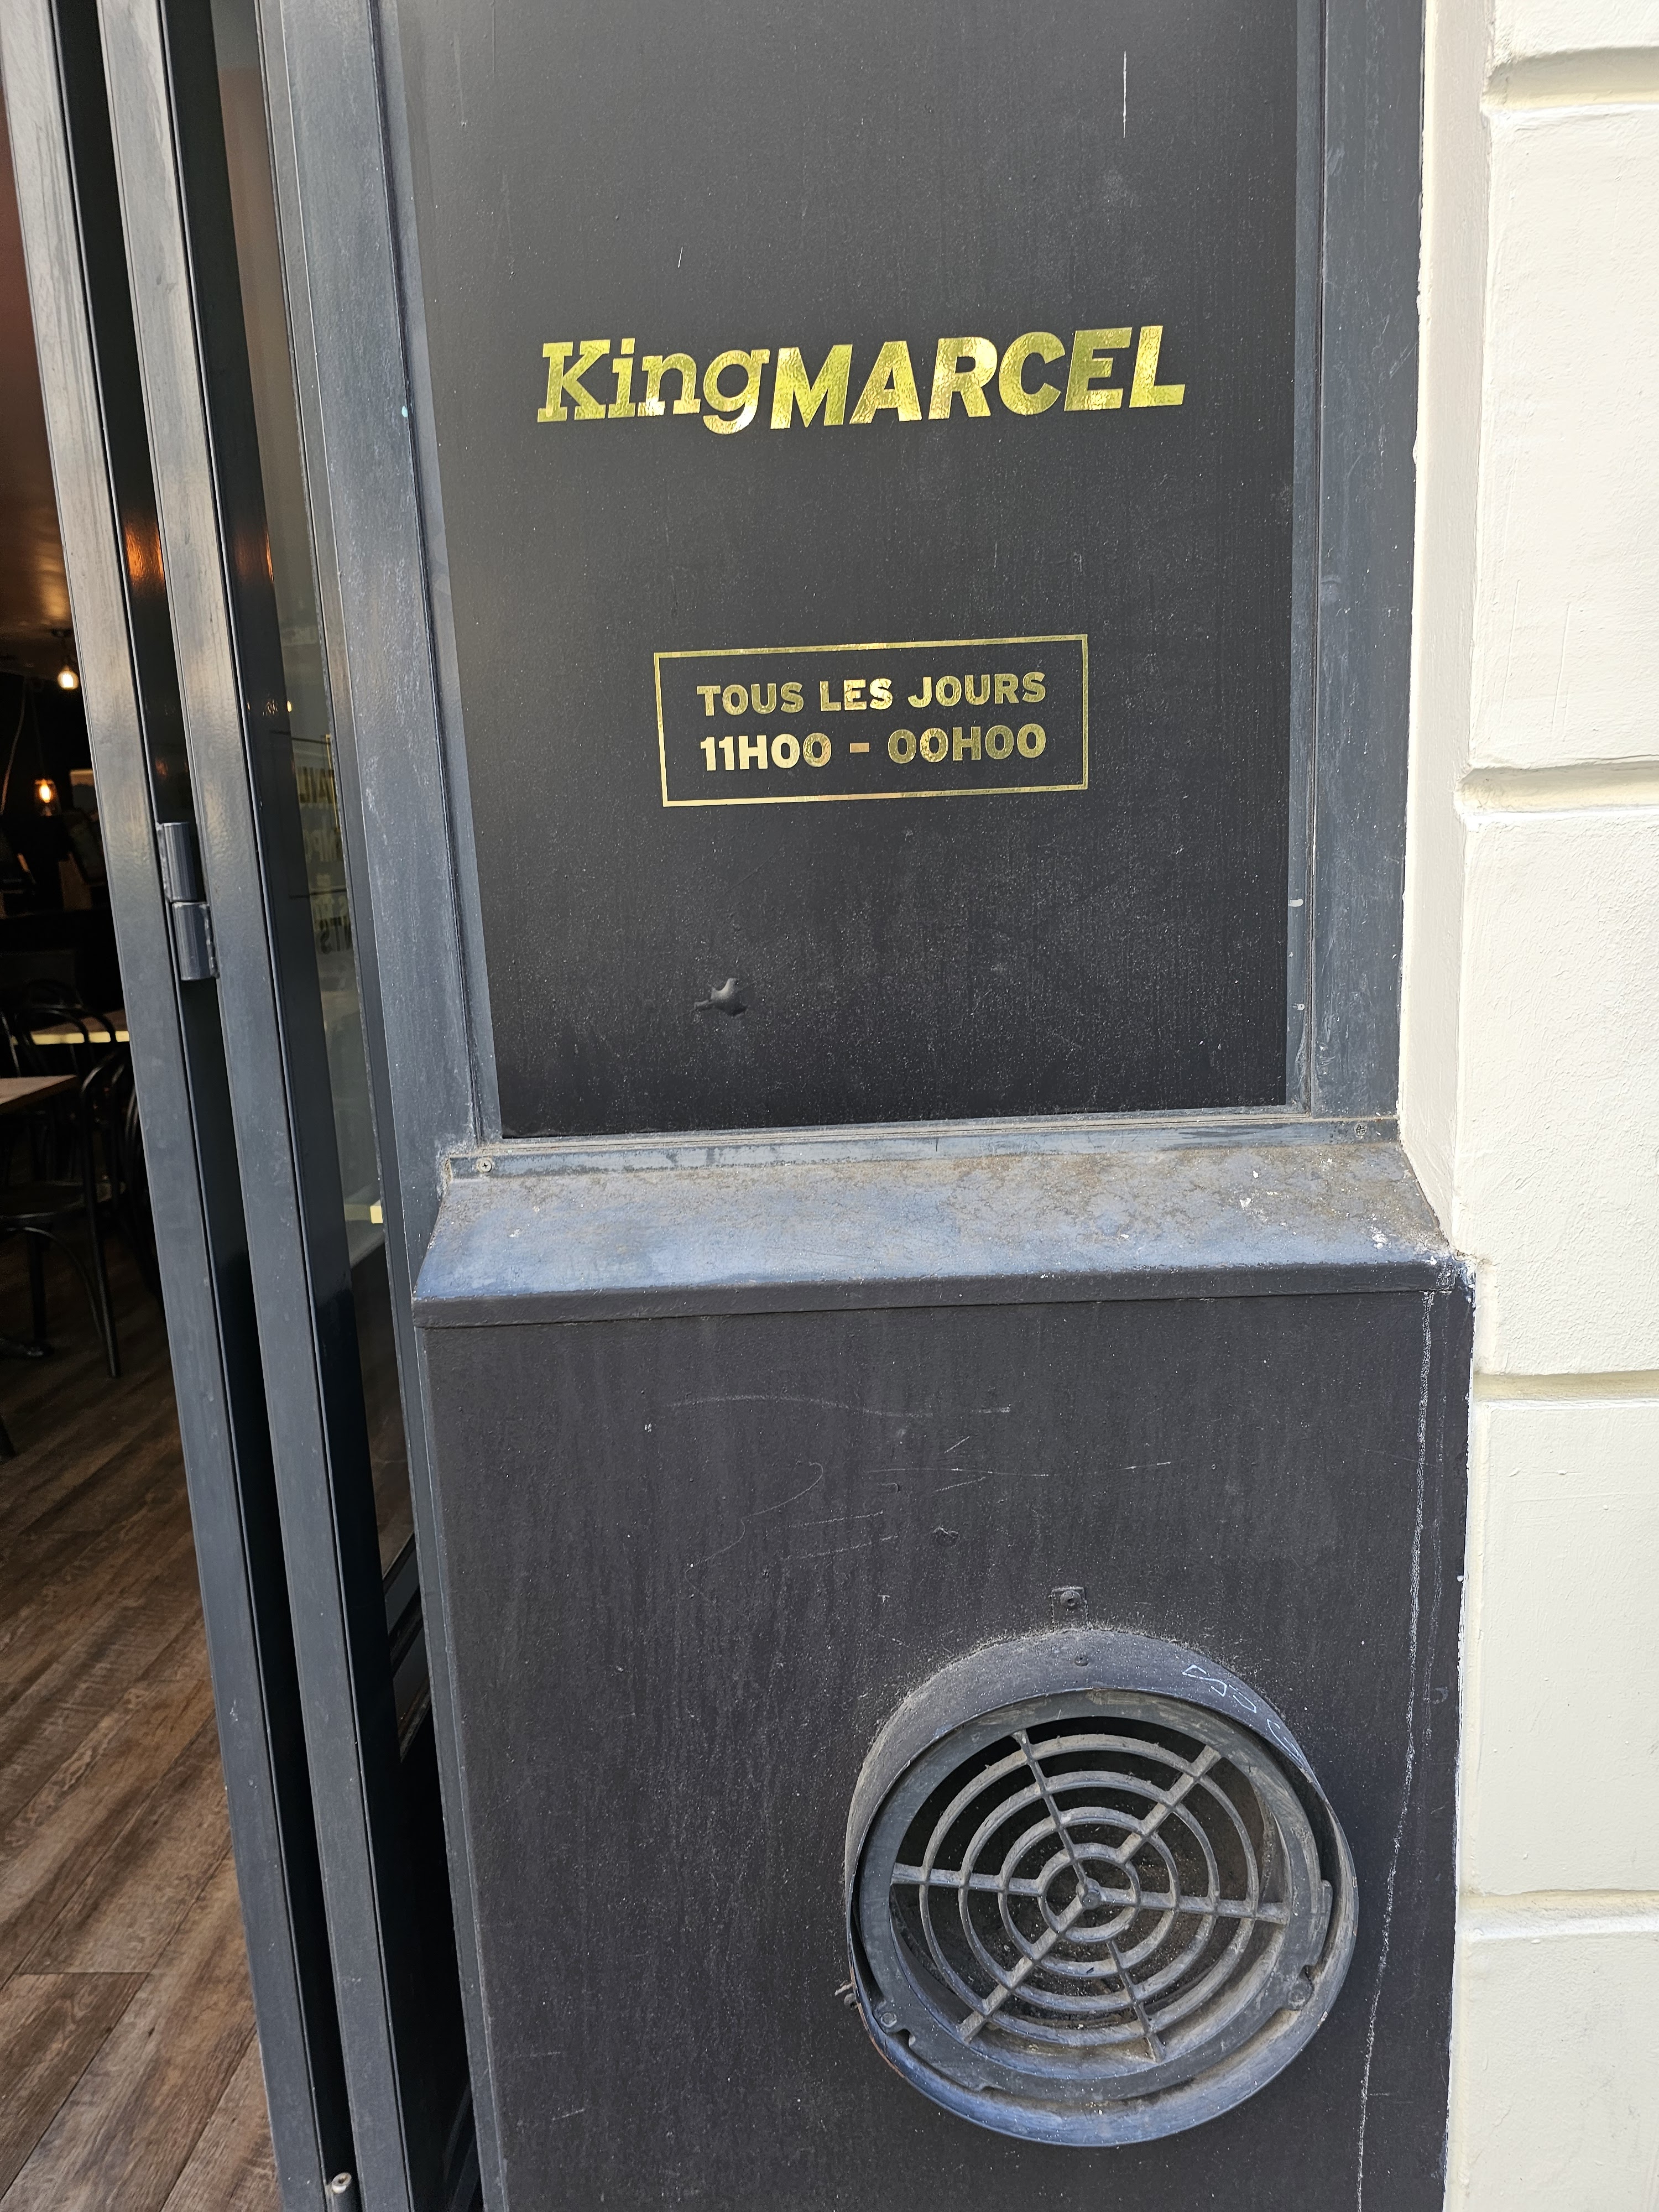 KingMARCEL
TOUS LES JOURS
11H00 - 00H00